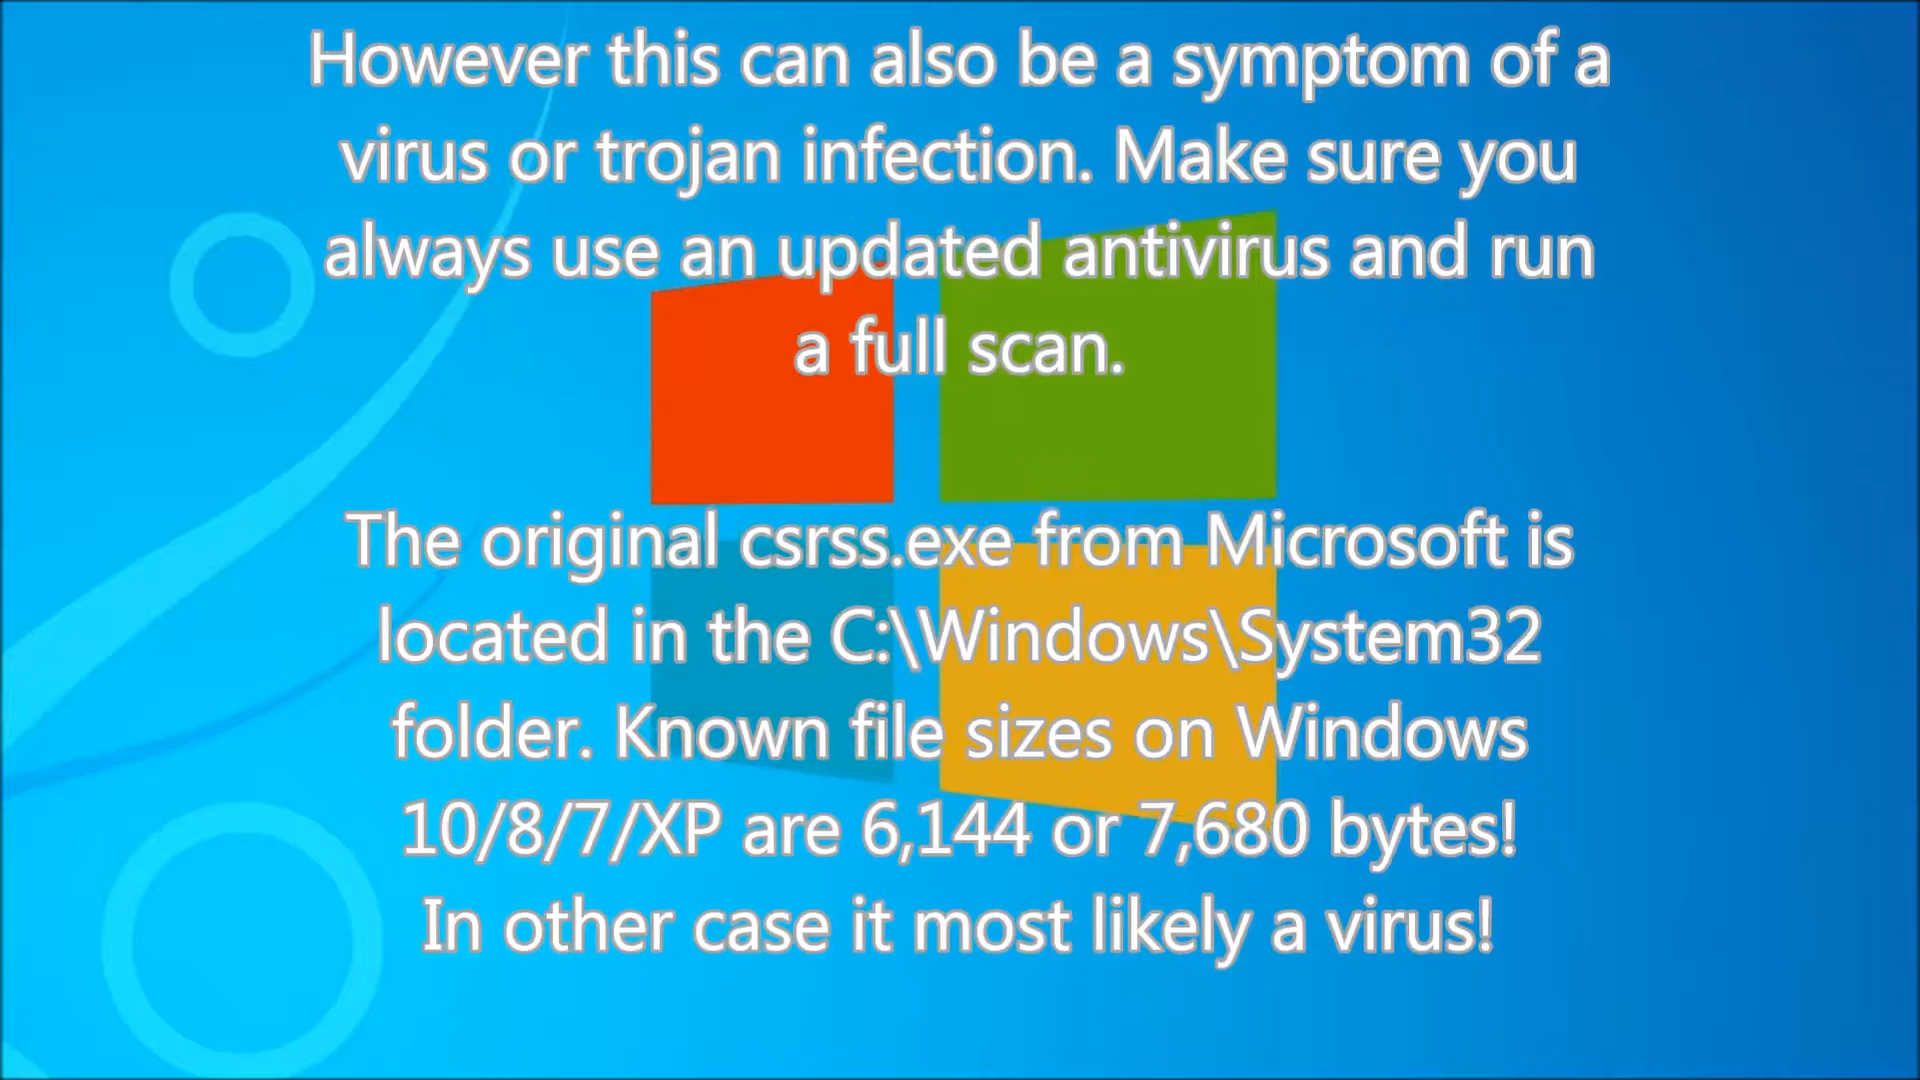 However this can also be a symptom of a
virus or trojan infection. Make sure you
always use an updated antivirus and run
a full scan.
The original csrss.exe from Microsoft is
located in the C:\Windows\System32
folder. Known file sizes on Windows
10/8/7/XP are 6,144 or 7,680 bytes!
In other case it most likely a virus!